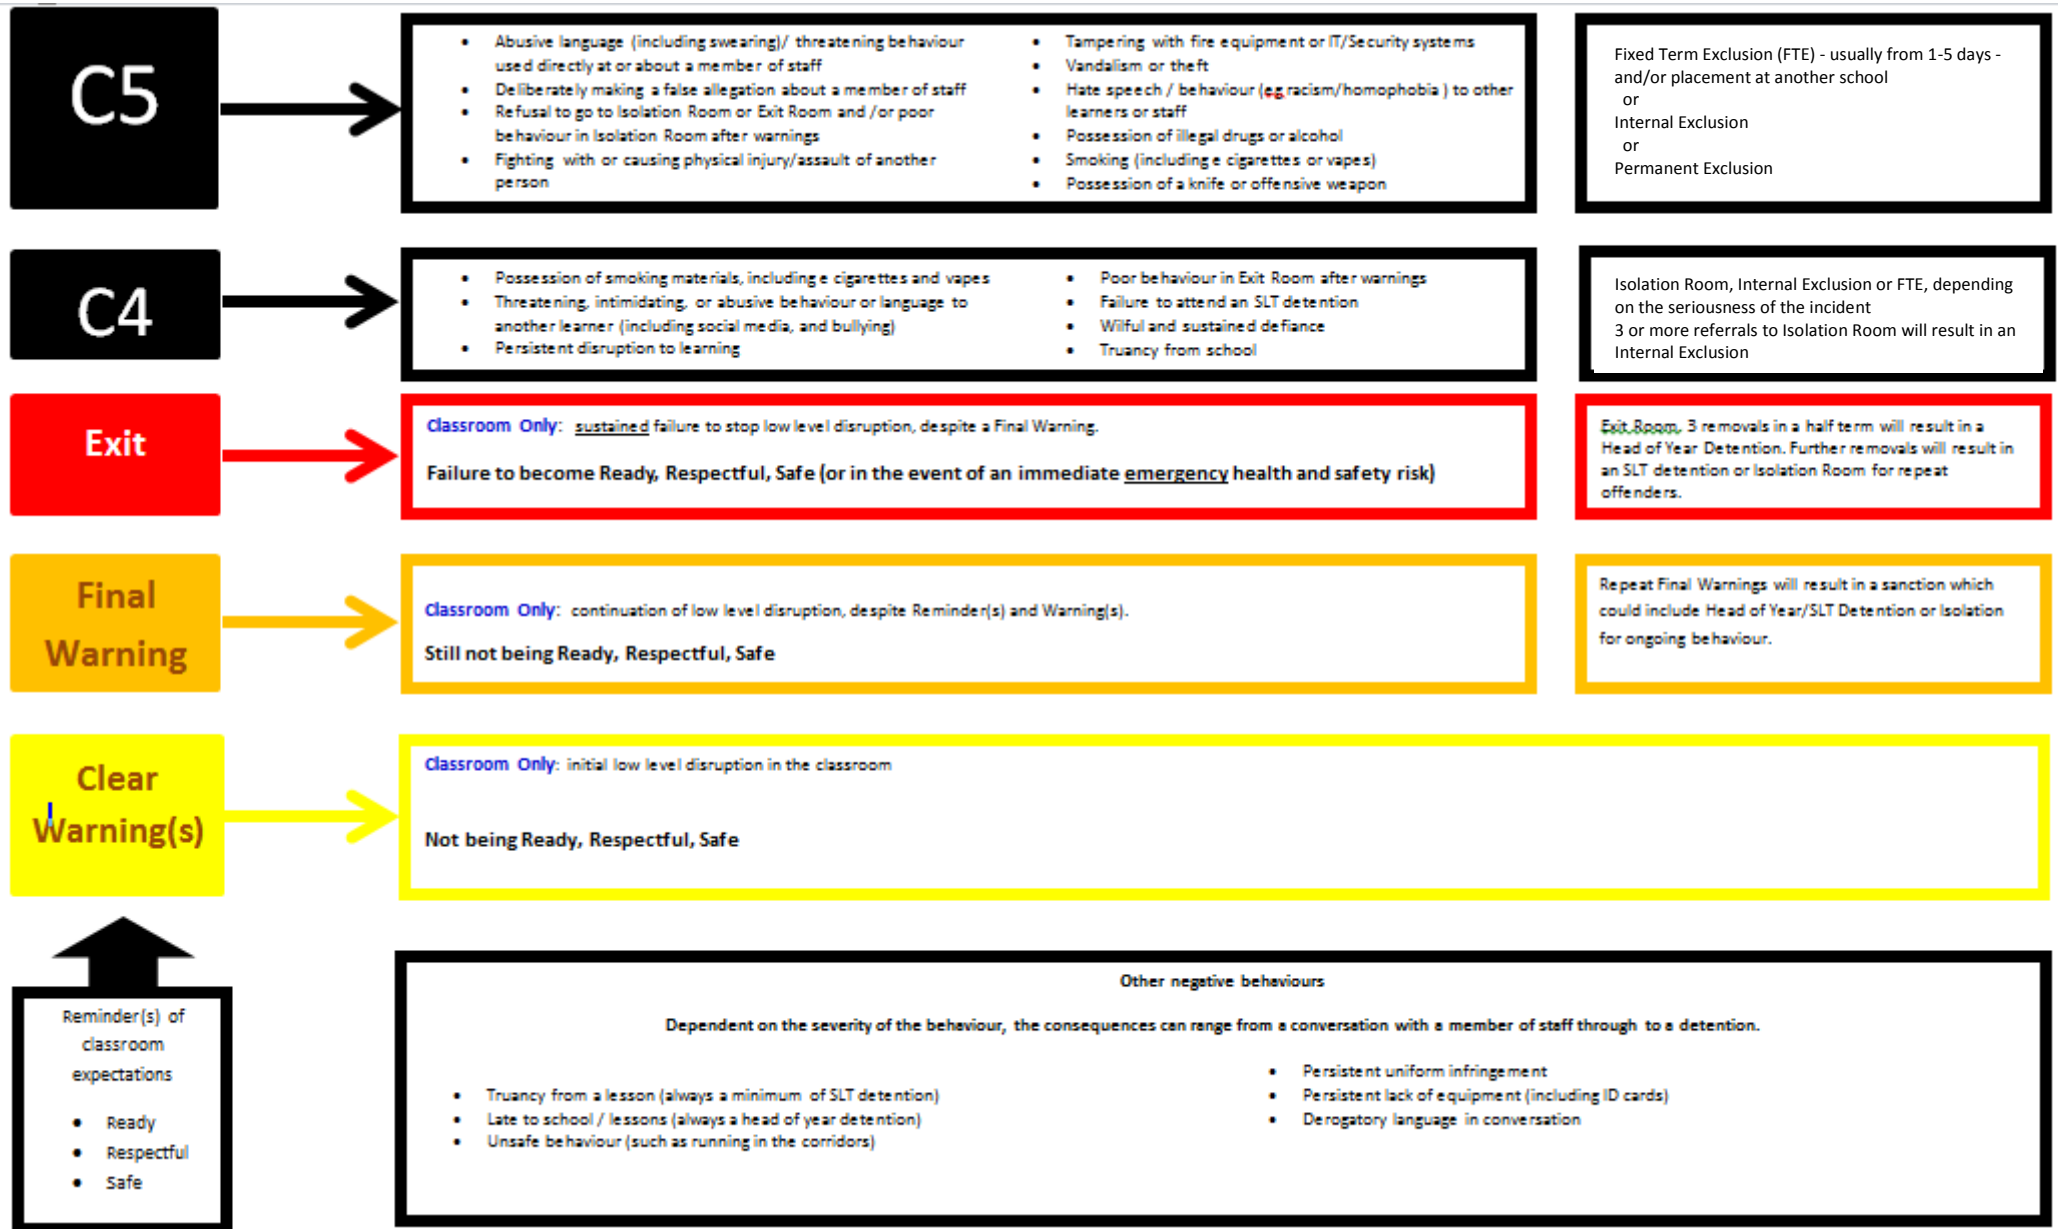 C5
• Abusive language (including swearing)/ threatening behaviour
used directly at or about a member of staff
• Deliberately making a false allegation about a member of staff
• Refusal to go to Isolation Room or Exit Room and /or poor
behaviour in Isolation Room after warnings
• Fighting with or causing physical injury/assault of another
person
• Tampering with fire equipment or IT/Security systems
• Vandalism or theft
• Hate speech / behaviour (eg racism/homophobia ) to other
learners or staff
• Possession of illegal drugs or alcohol
• Smoking (including e cigarettes or vapes)
• Possession of a knife or offensive weapon
Fixed Term Exclusion (FTE) - usually from 1-5 days -
and/or placement at another school
or
Internal Exclusion
or
Permanent Exclusion
C4
• Possession of smoking materials, including e cigarettes and vapes
• Threatening, intimidating, or abusive behaviour or language to
another learner (including social media, and bullying)
• Persistent disruption to learning
• Poor behaviour in Exit Room after warnings
• Failure to attend an SLT detention
• Wilful and sustained defiance
• Truancy from school
Isolation Room, Internal Exclusion or FTE, depending
on the seriousness of the incident
3 or more referrals to Isolation Room will result in an
Internal Exclusion
Exit
Classroom Only: sustained failure to stop low level disruption, despite a Final Warning.
Failure to become Ready, Respectful, Safe (or in the event of an immediate emergency health and safety risk)
Exit Room. 3 removals in a half term will result in a
Head of Year Detention. Further removals will result in
an SLT detention or Isolation Room for repeat
offenders.
Final
Warning
Classroom Only: continuation of low level disruption, despite Reminder(s) and Warning(s).
Still not being Ready, Respectful, Safe
Repeat Final Warnings will result in a sanction which
could include Head of Year/SLT Detention or Isolation
for ongoing behaviour.
Clear
Warning(s)
Classroom Only: initial low level disruption in the classroom
Not being Ready, Respectful, Safe
Reminder(s) of
classroom
expectations
• Ready
• Respectful
• Safe
Other negative behaviours
Dependent on the severity of the behaviour, the consequences can range from a conversation with a member of staff through to a detention.
• Truancy from a lesson (always a minimum of SLT detention)
• Late to school / lessons (always a head of year detention)
• Unsafe behaviour (such as running in the corridors)
• Persistent uniform infringement
• Persistent lack of equipment (including ID cards)
• Derogatory language in conversation